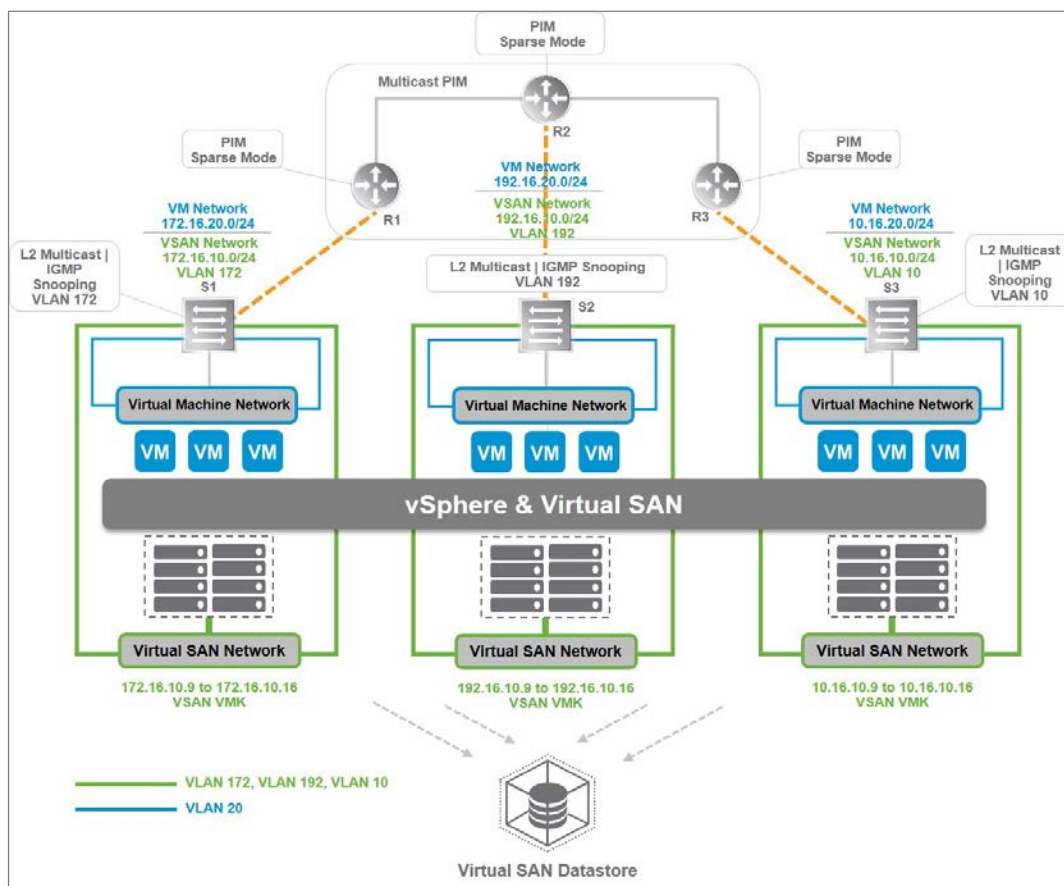 PIM
Sparse Mode
Multicast PIM
R2
PIM
Sparse Mode
PIM
Sparse Mode
R1
R3
VM Network
172.16.20.0/24
VSAN Network
172.16.10.0/24
VLAN 172
VM Network
192.16.20.0/24
VSAN Network
192.16.10.0/24
VLAN 192
VM Network
10.16.20.0/24
VSAN Network
10.16.10.0/24
VLAN 10
L2 Multicast |
IGMP
Snooping
VLAN 172
S1
L2 Multicast | IGMP Snooping
VLAN 192
S2
S3
L2 Multicast
| IGMP
Snooping
VLAN 10
Virtual Machine Network
Virtual Machine Network
Virtual Machine Network
VM VM VM
VM VM VM
VM VM VM
vSphere & Virtual SAN
Virtual SAN Network
Virtual SAN Network
Virtual SAN Network
172.16.10.9 to 172.16.10.16
VSAN VMK
192.16.10.9 to 192.16.10.16
VSAN VMK
10.16.10.9 to 10.16.10.16
VSAN VMK
VLAN 172, VLAN 192, VLAN 10
VLAN 20
Virtual SAN Datastore